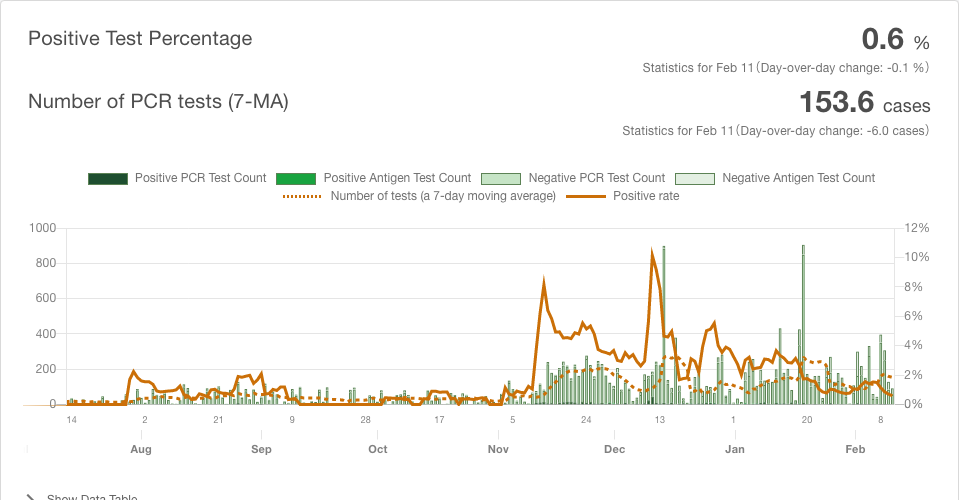 Positive Test Percentage
0.6 %
Statistics for Feb 11(Day-over-day change: -0.1 %)
Number of PCR tests (7-MA)
153.6 cases
Statistics for Feb 11(Day-over-day change: -6.0 cases)
Positive PCR Test Count Positive Antigen Test Count Negative PCR Test Count Negative Antigen Test Count
Number of tests (a 7-day moving average) Positive rate
1000 12%
10%
800
8%
600
6%
400
4%
200
2%
0 0%
14 2 21 9 28 17 5 24 13 1 20 8
Aug Sep Oct Nov Dec Jan Feb
Show Data Table